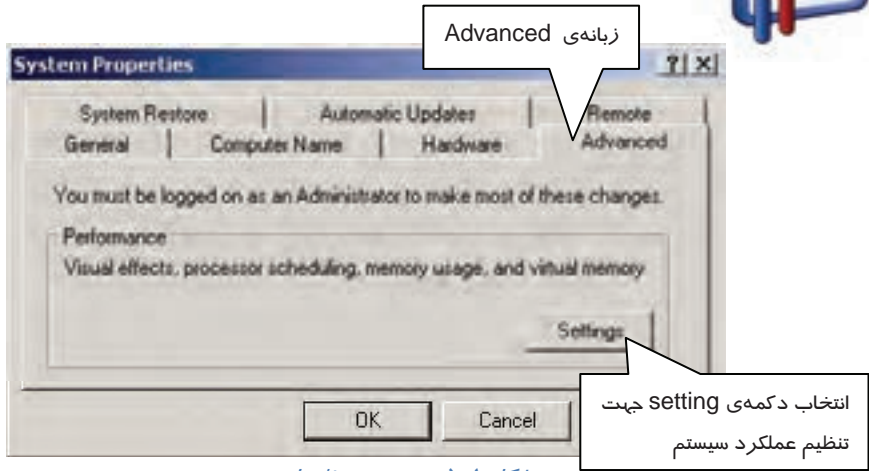 زبانه‌ی Advanced
System Properties
System Restore Automatic Updates Remote
General Computer Name Hardware Advanced
You must be logged on as an Administrator to make most of these changes.
Performance
Visual effects, processor scheduling, memory usage, and virtual memory
Settings
انتخاب دکمه‌ی setting جهت
تنظیم عملکرد سیستم
OK Cancel